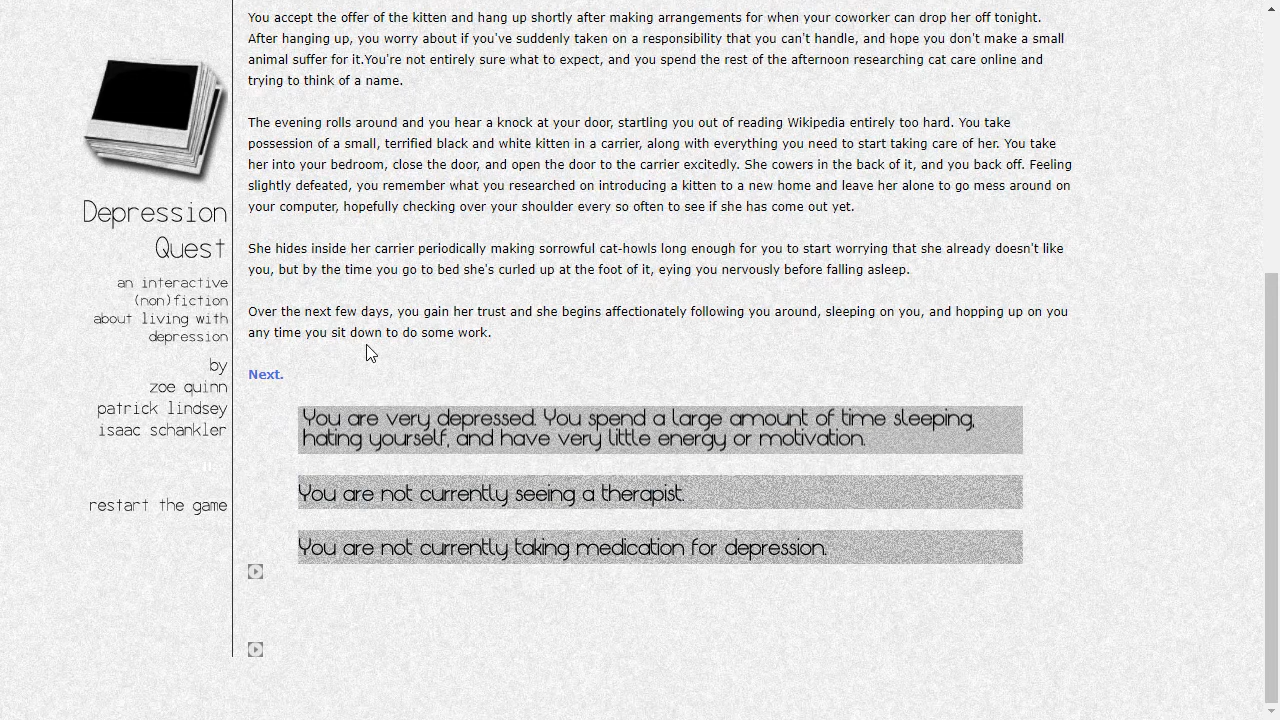 You accept the offer of the kitten and hang up shortly after making arrangements for when your coworker can drop her off tonight.
After hanging up, you worry about if you've suddenly taken on a responsibility that you can't handle, and hope you don't make a small
animal suffer for it.You're not entirely sure what to expect, and you spend the rest of the afternoon researching cat care online and
trying to think of a name.
The evening rolls around and you hear a knock at your door, startling you out of reading Wikipedia entirely too hard. You take
possession of a small, terrified black and white kitten in a carrier, along with everything you need to start taking care of her. You take
her into your bedroom, close the door, and open the door to the carrier excitedly. She cowers in the back of it, and you back off. Feeling
slightly defeated, you remember what you researched on introducing a kitten to a new home and leave her alone to go mess around on
your computer, hopefully checking over your shoulder every so often to see if she has come out yet.
She hides inside her carrier periodically making sorrowful cat-howls long enough for you to start worrying that she already doesn't like
you, but by the time you go to bed she's curled up at the foot of it, eying you nervously before falling asleep.
Over the next few days, you gain her trust and she begins affectionately following you around, sleeping on you, and hopping up on you
any time you sit down to do some work.
Next.
You are very depressed. You spend a large amount of time sleeping,
hating yourself, and have very little energy or motivation.
You are not currently seeing a therapist.
You are not currently taking medication for depression.
Depression
Quest
an interactive
(non)fiction
about living with
depression
by
zoe quinn
patrick lindsey
isaac schankler
restart the game